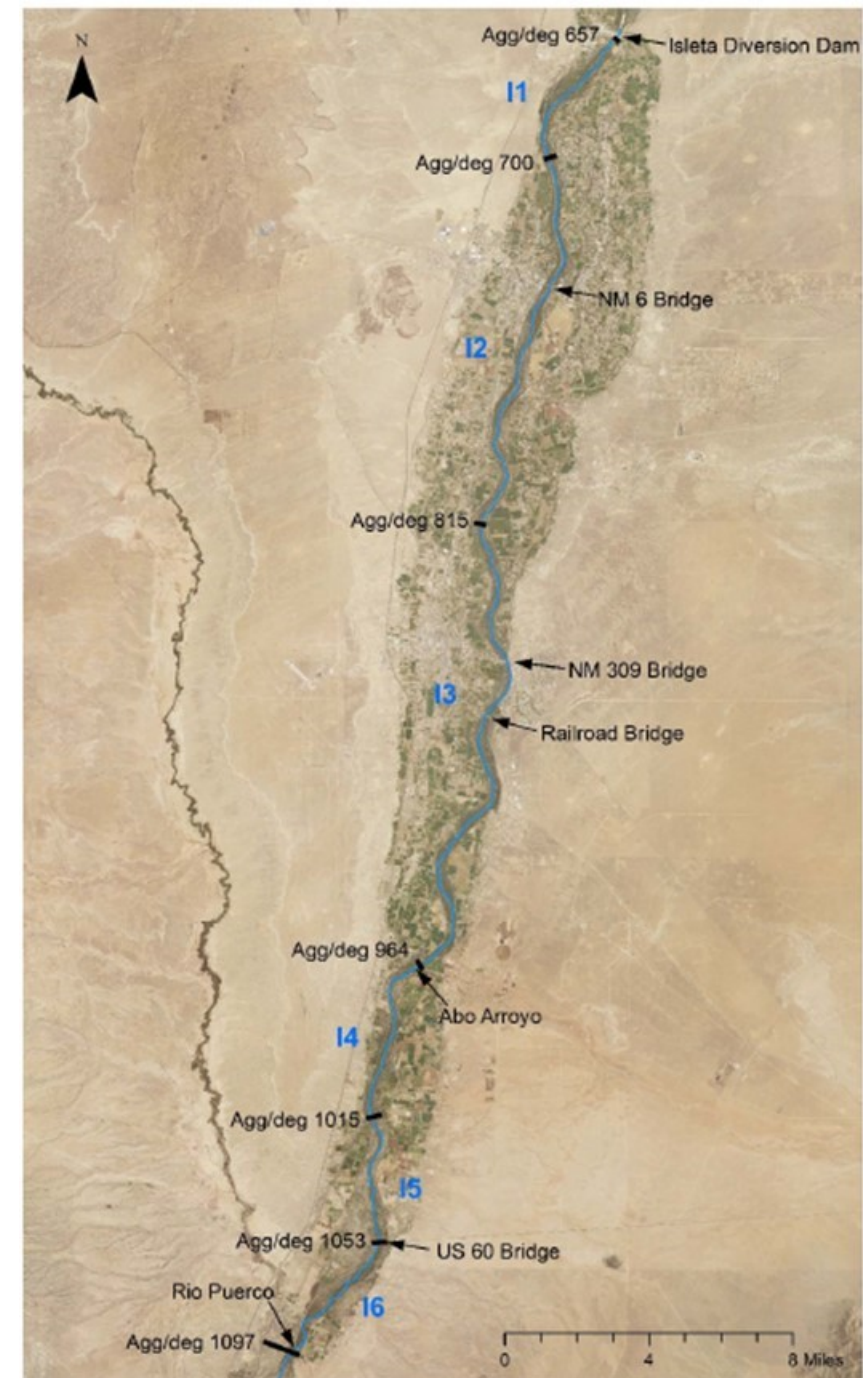 N
Agg/deg 657
Isleta Diversion Dam
I1
Agg/deg 700
NM 6 Bridge
I2
Agg/deg 815
NM 309 Bridge
I3
Railroad Bridge
Agg/deg 964
Abo Arroyo
I4
Agg/deg 1015
I5
Agg/deg 1053
US 60 Bridge
Rio Puerco
I6
Agg/deg 1097
0 4 8 Miles